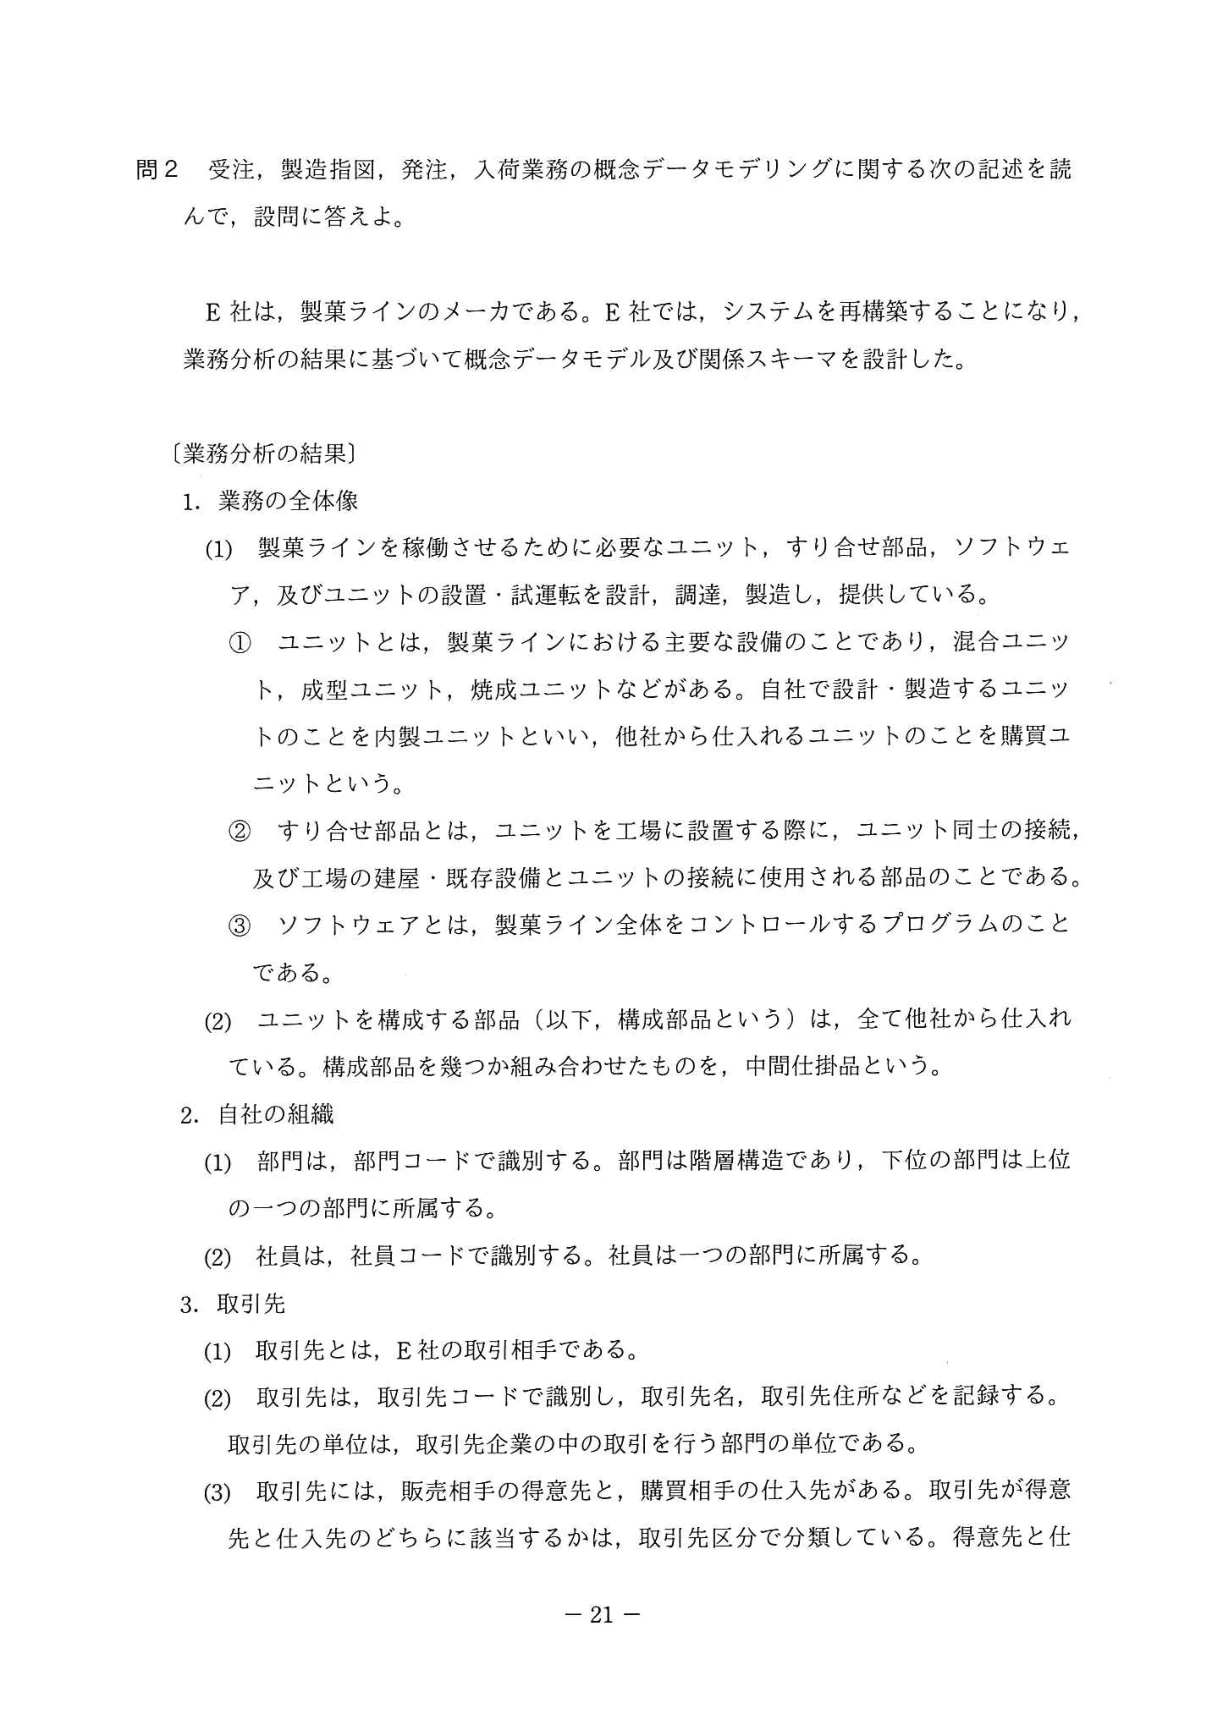 問2　受注，製造指図，発注，入荷業務の概念データモデリングに関する次の記述を読
んで，設問に答えよ。
E 社は，製菓ラインのメーカである。E 社では，システムを再構築することになり，
業務分析の結果に基づいて概念データモデル及び関係スキーマを設計した。
〔業務分析の結果〕
1. 業務の全体像
(1)　製菓ラインを稼働させるために必要なユニット，すり合せ部品，ソフトウェ
ア，及びユニットの設置・試運転を設計，調達，製造し，提供している。
①　ユニットとは，製菓ラインにおける主要な設備のことであり，混合ユニッ
ト，成型ユニット，焼成ユニットなどがある。自社で設計・製造するユニッ
トのことを内製ユニットといい，他社から仕入れるユニットのことを購買ユ
ニットという。
②　すり合せ部品とは，ユニットを工場に設置する際に，ユニット同士の接続，
及び工場の建屋・既存設備とユニットの接続に使用される部品のことである。
③　ソフトウェアとは，製菓ライン全体をコントロールするプログラムのこと
である。
(2)　ユニットを構成する部品（以下，構成部品という）は，全て他社から仕入れ
ている。構成部品を幾つか組み合わせたものを，中間仕掛品という。
2. 自社の組織
(1)　部門は，部門コードで識別する。部門は階層構造であり，下位の部門は上位
の一つの部門に所属する。
(2)　社員は，社員コードで識別する。社員は一つの部門に所属する。
3. 取引先
(1)　取引先とは，E 社の取引相手である。
(2)　取引先は，取引先コードで識別し，取引先名，取引先住所などを記録する。
取引先の単位は，取引先企業の中の取引を行う部門の単位である。
(3)　取引先には，販売相手の得意先と，購買相手の仕入先がある。取引先が得意
先と仕入先のどちらに該当するかは，取引先区分で分類している。得意先と仕
－ 21 －